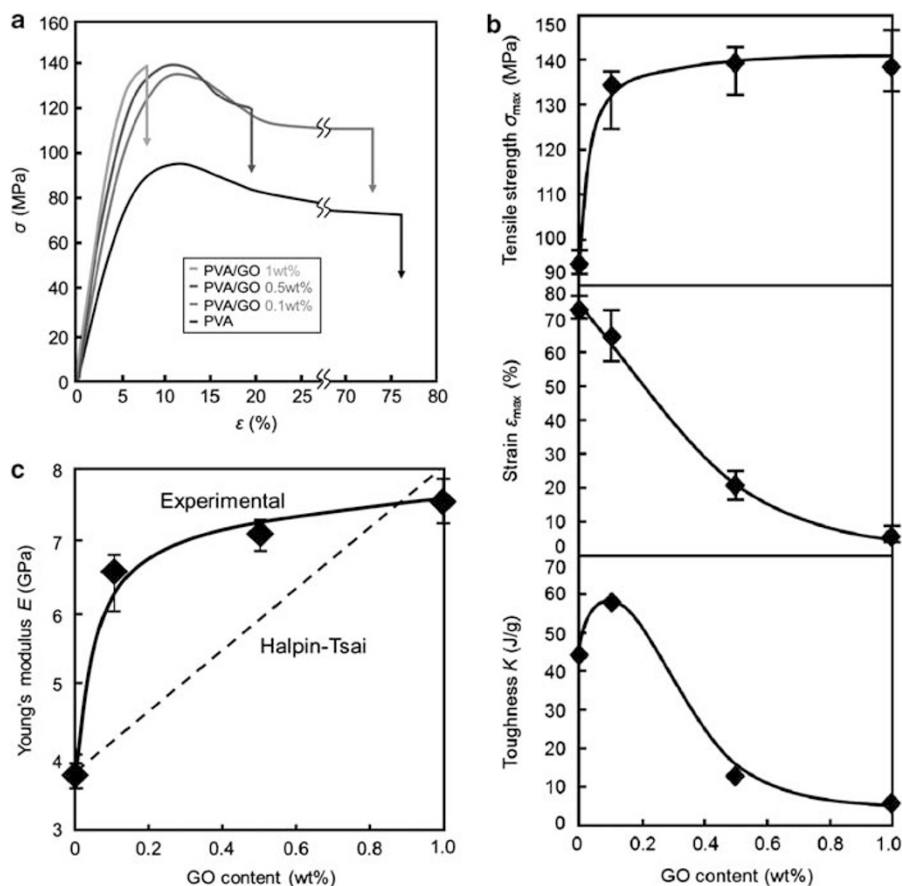 a
160
140
120
100
80
60
40
20
0
σ (MPa)
PVA/GO 1wt%
PVA/GO 0.5wt%
PVA/GO 0.1wt%
PVA
0 5 10 15 20 25 70 75 80
ε (%)
b
150
140
130
120
110
100
90
Tensile strength σmax (MPa)
80
70
60
50
40
30
20
10
0
Strain εmax (%)
70
60
50
40
30
20
10
0
Toughness K (J/g)
0 0.2 0.4 0.6 0.8 1.0
GO content (wt%)
c
8
7
6
5
4
3
Young's modulus E (GPa)
Experimental
Halpin-Tsai
0 0.2 0.4 0.6 0.8 1.0
GO content (wt%)